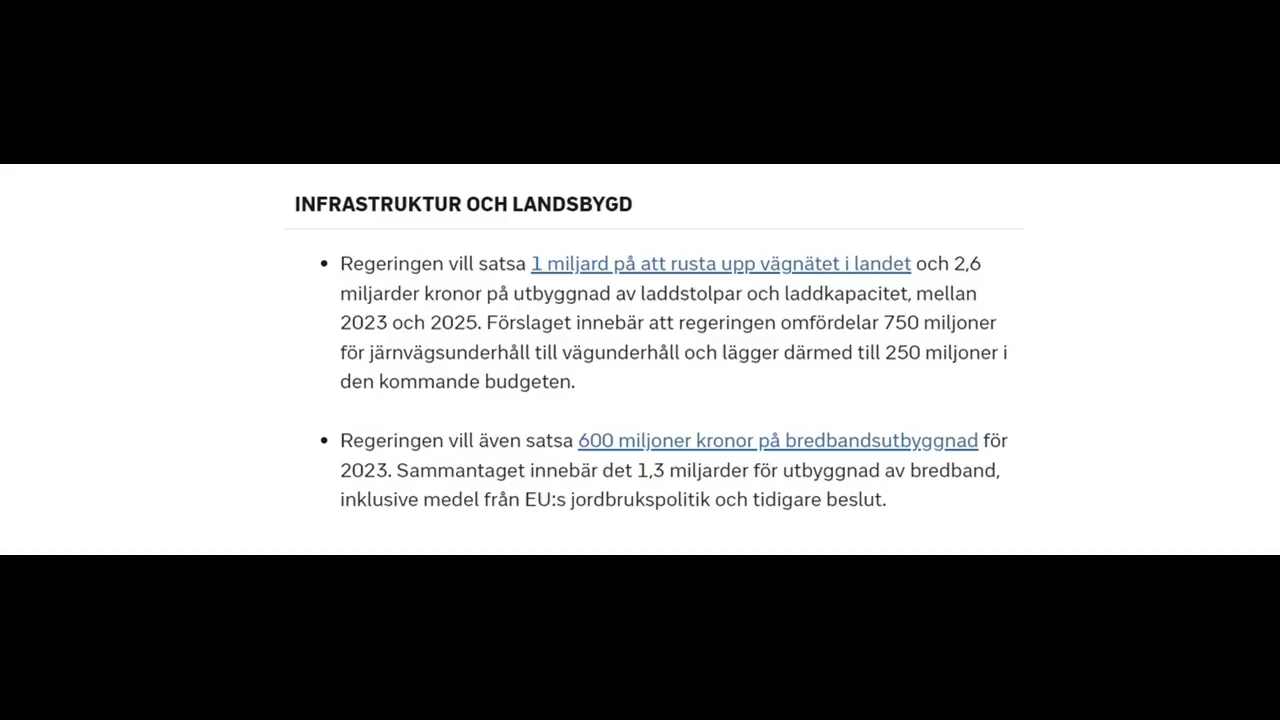 INFRASTRUKTUR OCH LANDSBYGD
• Regeringen vill satsa 1 miljard på att rusta upp vägnätet i landet och 2,6
miljarder kronor på utbyggnad av laddstolpar och laddkapacitet, mellan
2023 och 2025. Förslaget innebär att regeringen omfördelar 750 miljoner
för järnvägsunderhåll till vägunderhåll och lägger därmed till 250 miljoner i
den kommande budgeten.
• Regeringen vill även satsa 600 miljoner kronor på bredbandsutbyggnad för
2023. Sammantaget innebär det 1,3 miljarder för utbyggnad av bredband,
inklusive medel från EU:s jordbrukspolitik och tidigare beslut.